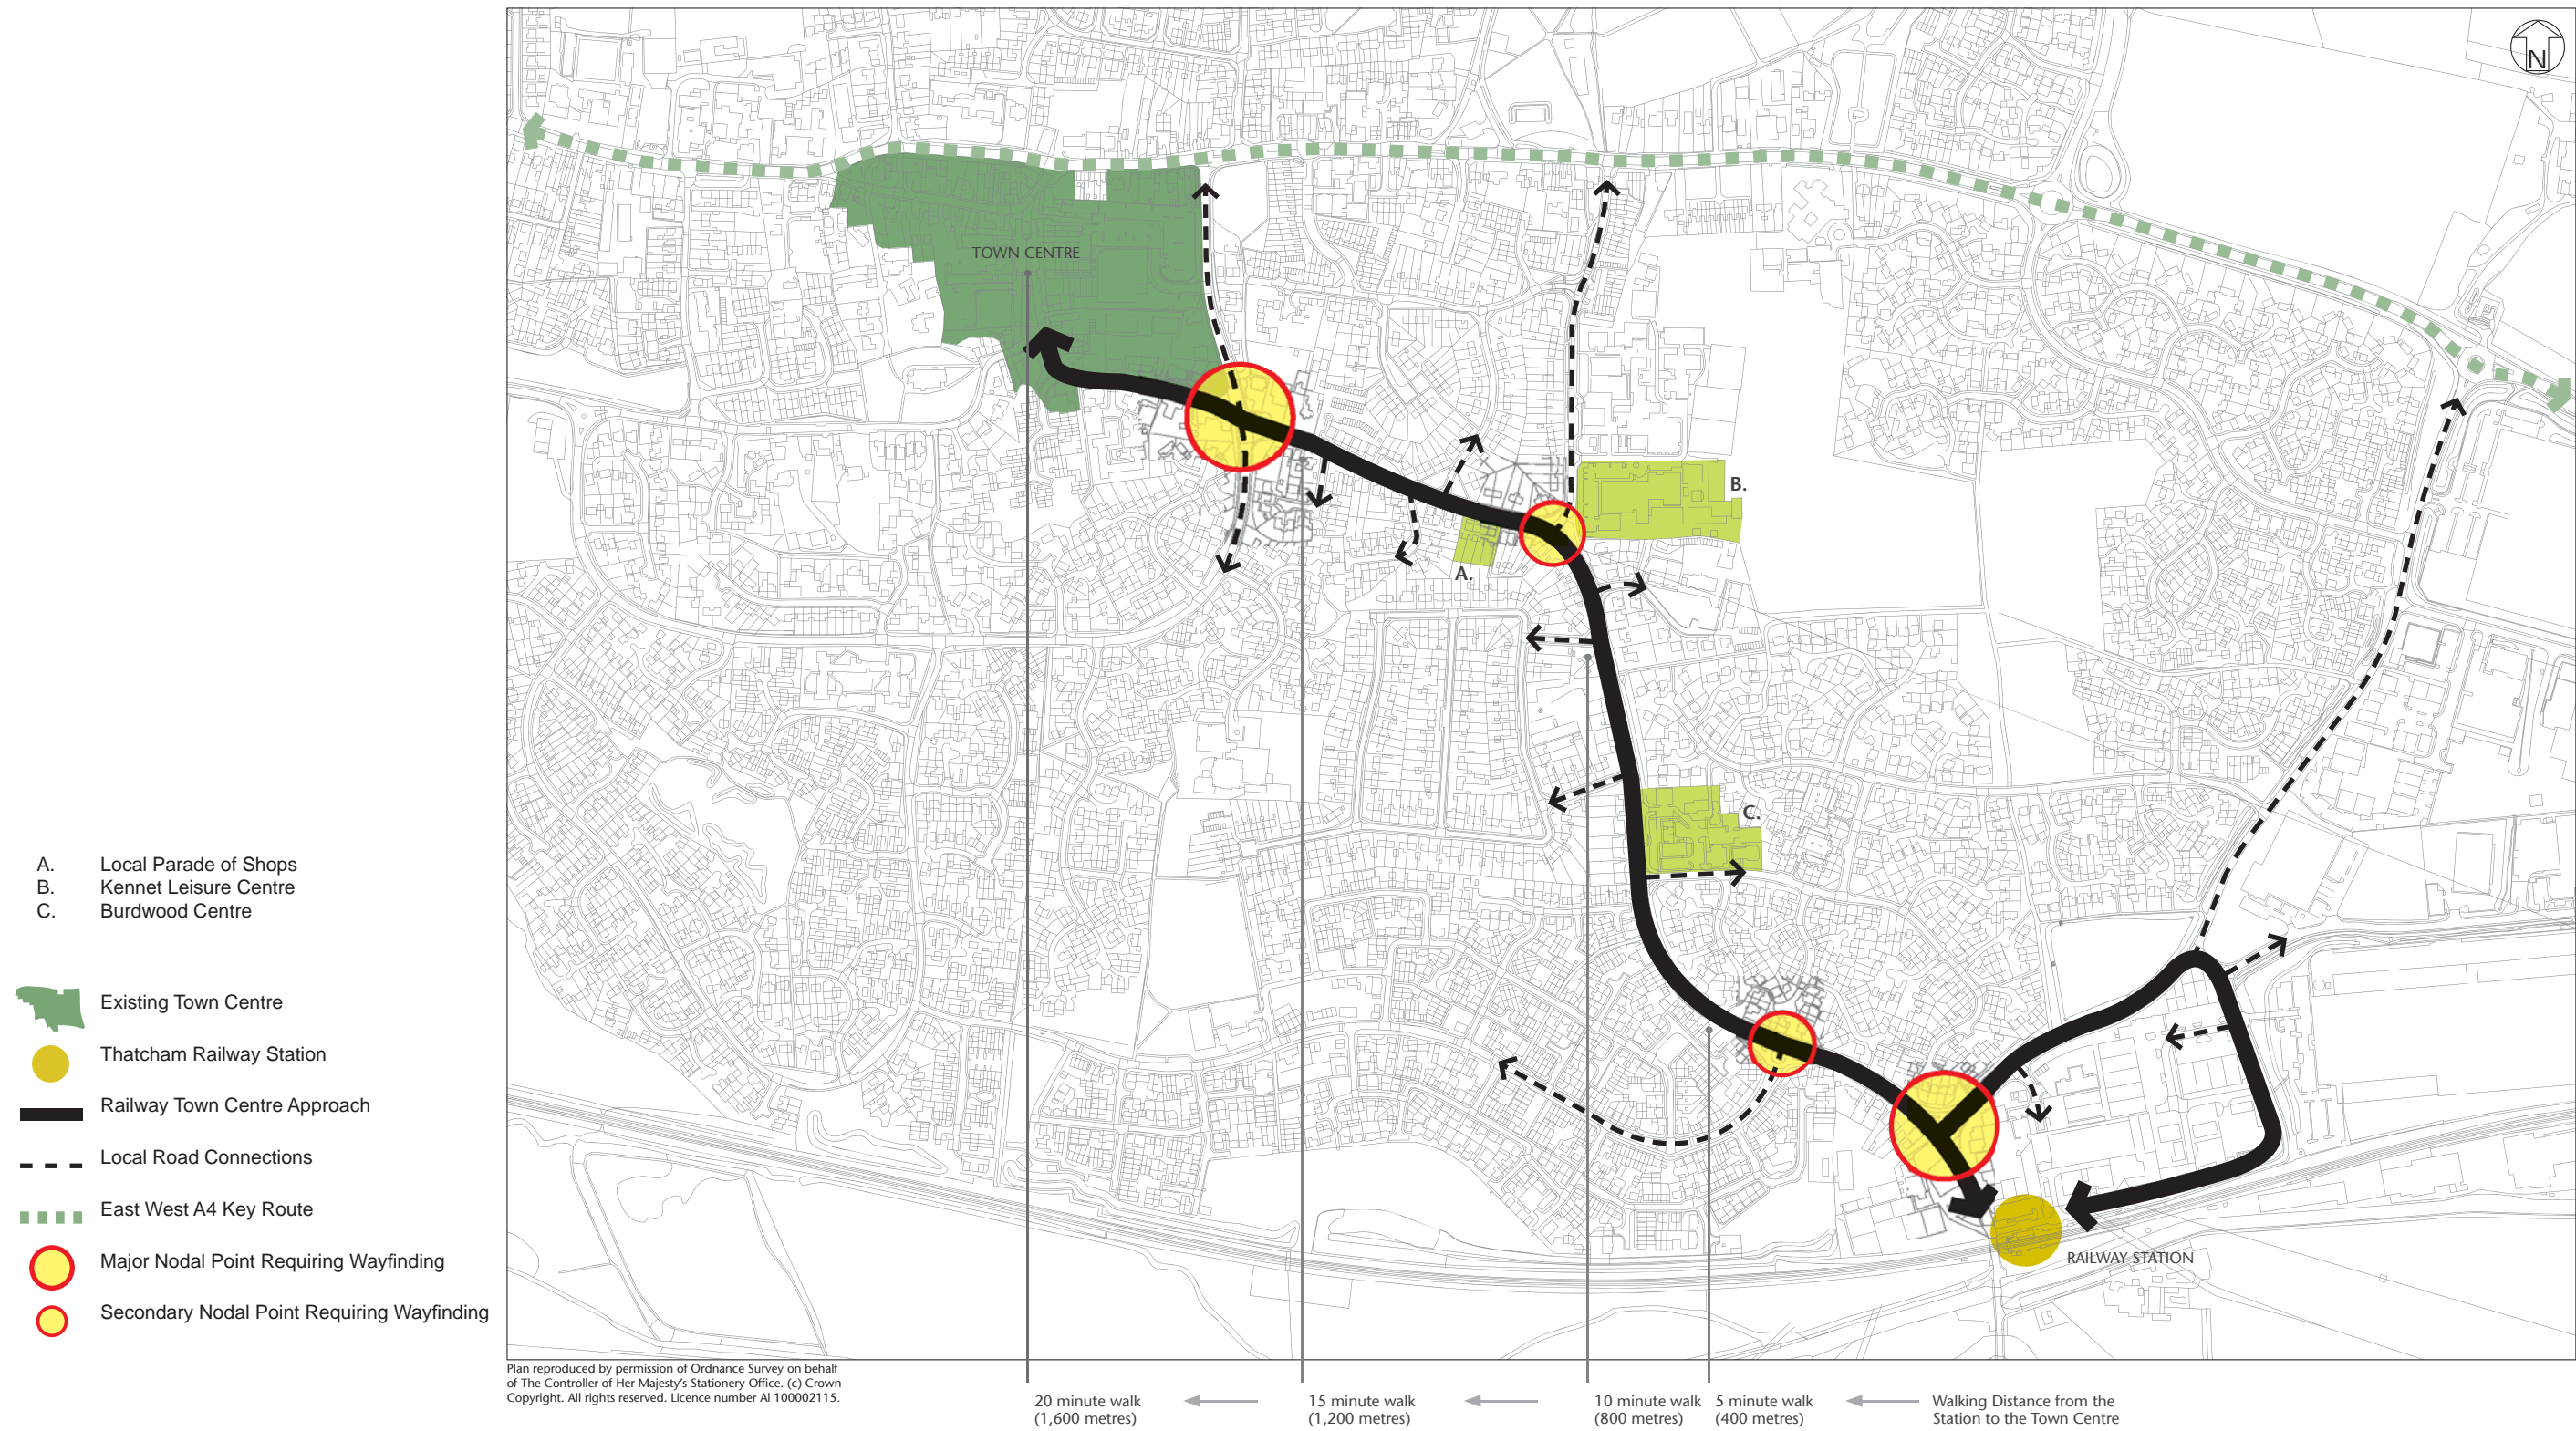 N
TOWN CENTRE
B.
A.
C.
RAILWAY STATION
A. Local Parade of Shops
B. Kennet Leisure Centre
C. Burdwood Centre
Existing Town Centre
Thatcham Railway Station
Railway Town Centre Approach
Local Road Connections
East West A4 Key Route
Major Nodal Point Requiring Wayfinding
Secondary Nodal Point Requiring Wayfinding
Plan reproduced by permission of Ordnance Survey on behalf
of The Controller of Her Majesty's Stationery Office. (c) Crown
Copyright. All rights reserved. Licence number AI 100002115.
20 minute walk
(1,600 metres)
15 minute walk
(1,200 metres)
10 minute walk
(800 metres)
5 minute walk
(400 metres)
Walking Distance from the
Station to the Town Centre